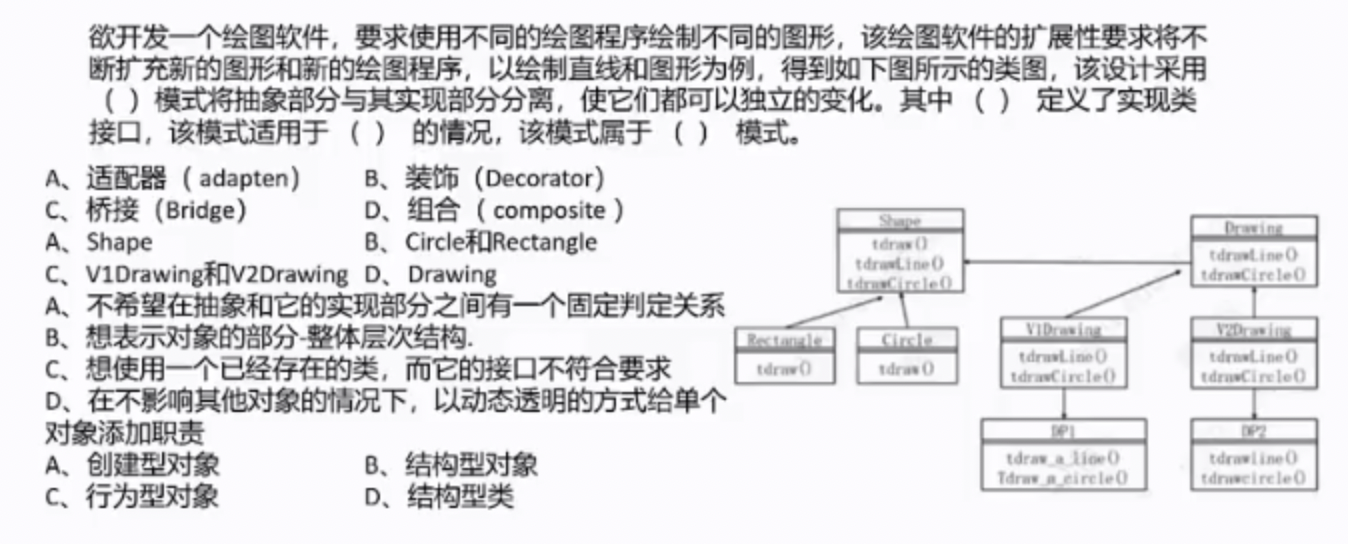 欲开发一个绘图软件，要求使用不同的绘图程序绘制不同的图形，该绘图软件的扩展性要求将不
断扩充新的图形和新的绘图程序，以绘制直线和图形为例，得到如下图所示的类图，该设计采用
（ ）模式将抽象部分与其实现部分分离，使它们都可以独立的变化。其中 （ ） 定义了实现类
接口，该模式适用于 （ ） 的情况，该模式属于 （ ） 模式。
A、适配器（adapten） B、装饰（Decorator）
C、桥接（Bridge） D、组合（composite）
A、Shape B、Circle和Rectangle
C、V1Drawing和V2Drawing D、Drawing
A、不希望在抽象和它的实现部分之间有一个固定判定关系
B、想表示对象的部分-整体层次结构.
C、想使用一个已经存在的类，而它的接口不符合要求
D、在不影响其他对象的情况下，以动态透明的方式给单个
对象添加职责
A、创建型对象 B、结构型对象
C、行为型对象 D、结构型类
Shape
tdraw()
tdrawLine()
tdrawCircle()
Drawing
tdrawLine()
tdrawCircle()
Rectangle
tdraw()
Circle
tdraw()
V1Drawing
tdrawLine()
tdrawCircle()
V2Drawing
tdrawLine()
tdrawCircle()
DP1
tdraw_a_line()
Tdraw_a_circle()
DP2
tdrawline()
tdrawcircle()